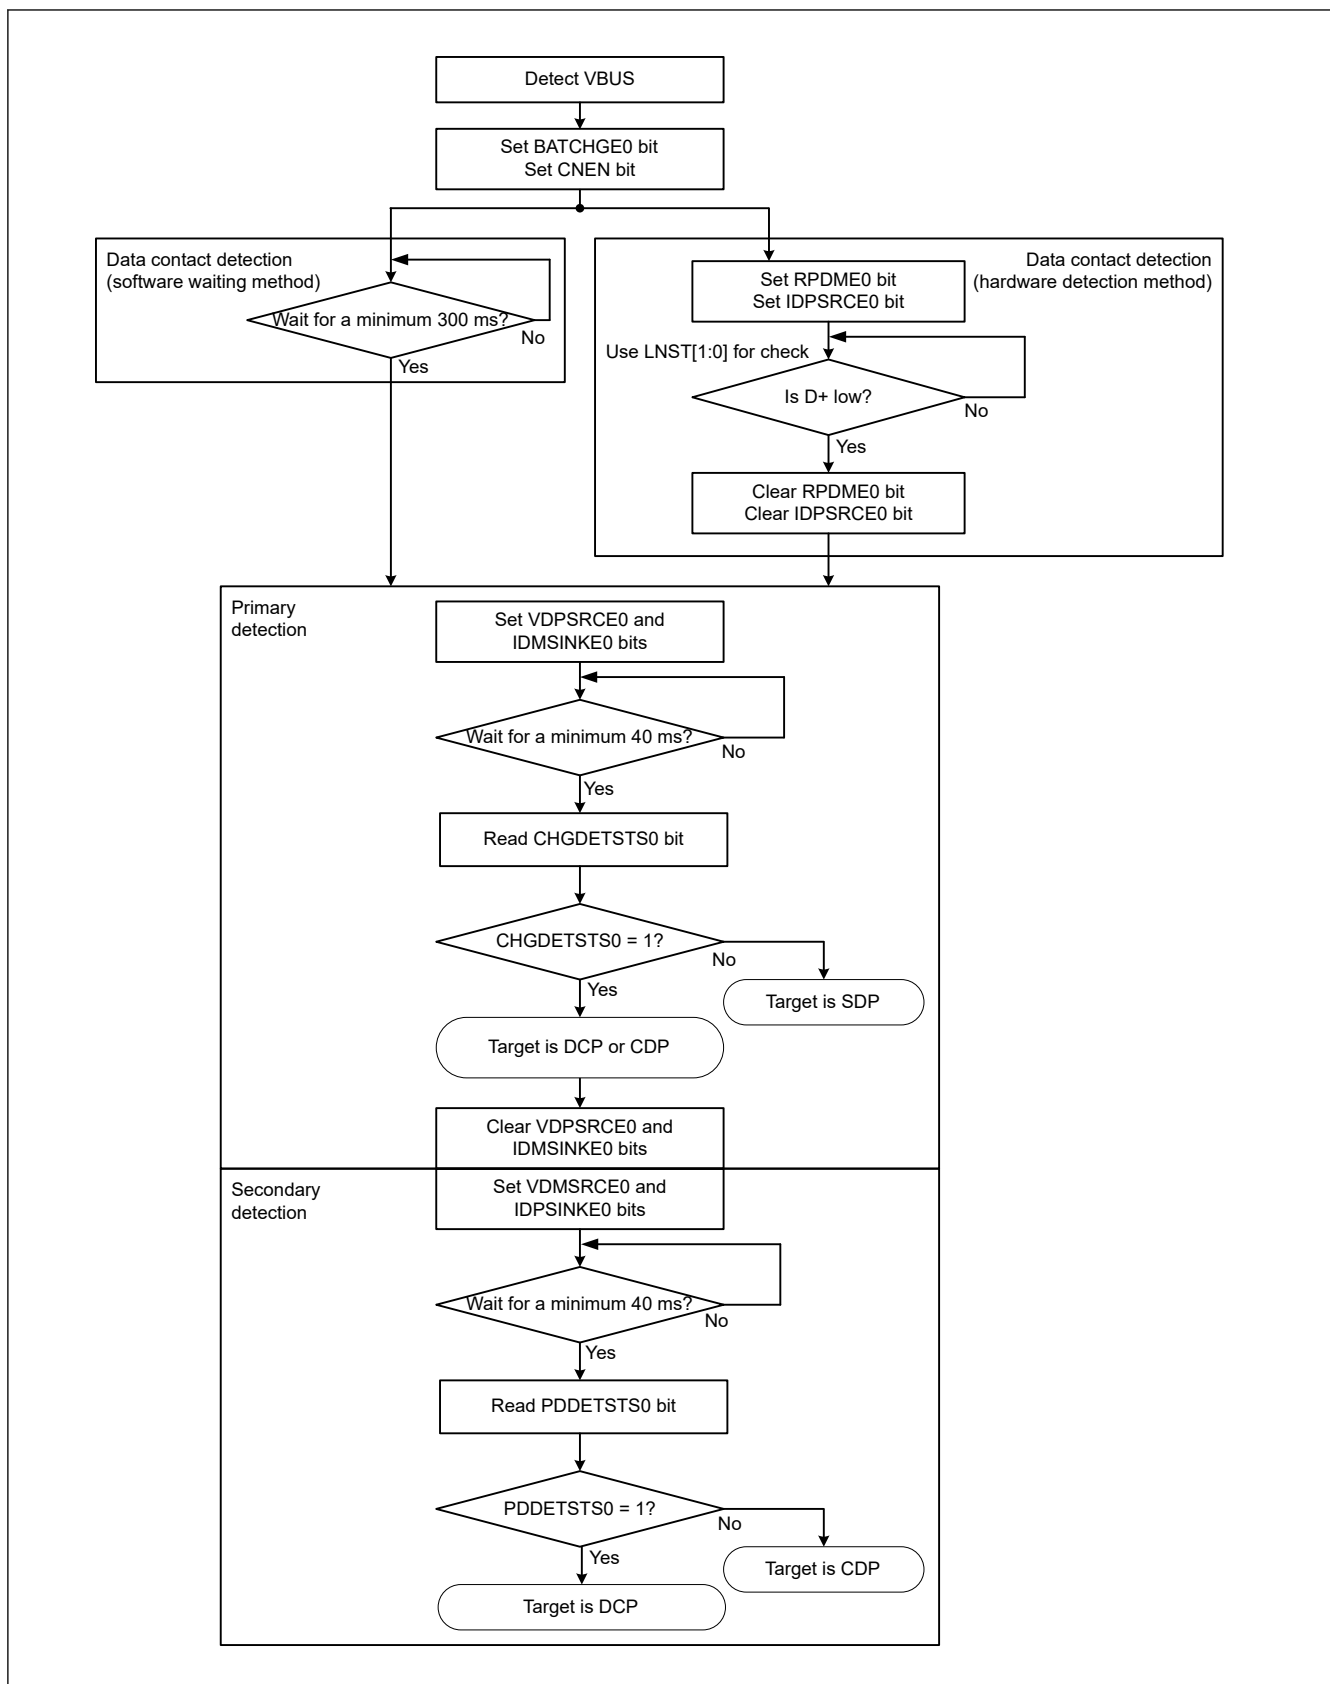 Detect VBUS
Set BATCHGE0 bit
Set CNEN bit
Data contact detection
(software waiting method)
Wait for a minimum 300 ms?
No
Yes
Data contact detection
(hardware detection method)
Set RPDME0 bit
Set IDPSRCE0 bit
Use LNST[1:0] for check
Is D+ low?
No
Yes
Clear RPDME0 bit
Clear IDPSRCE0 bit
Primary
detection
Set VDPSRCE0 and
IDMSINKE0 bits
Wait for a minimum 40 ms?
No
Yes
Read CHGDETSTS0 bit
CHGDETSTS0 = 1?
No
Yes
Target is SDP
Target is DCP or CDP
Clear VDPSRCE0 and
IDMSINKE0 bits
Secondary
detection
Set VDMSRCE0 and
IDPSINKE0 bits
Wait for a minimum 40 ms?
No
Yes
Read PDDETSTS0 bit
PDDETSTS0 = 1?
No
Yes
Target is CDP
Target is DCP